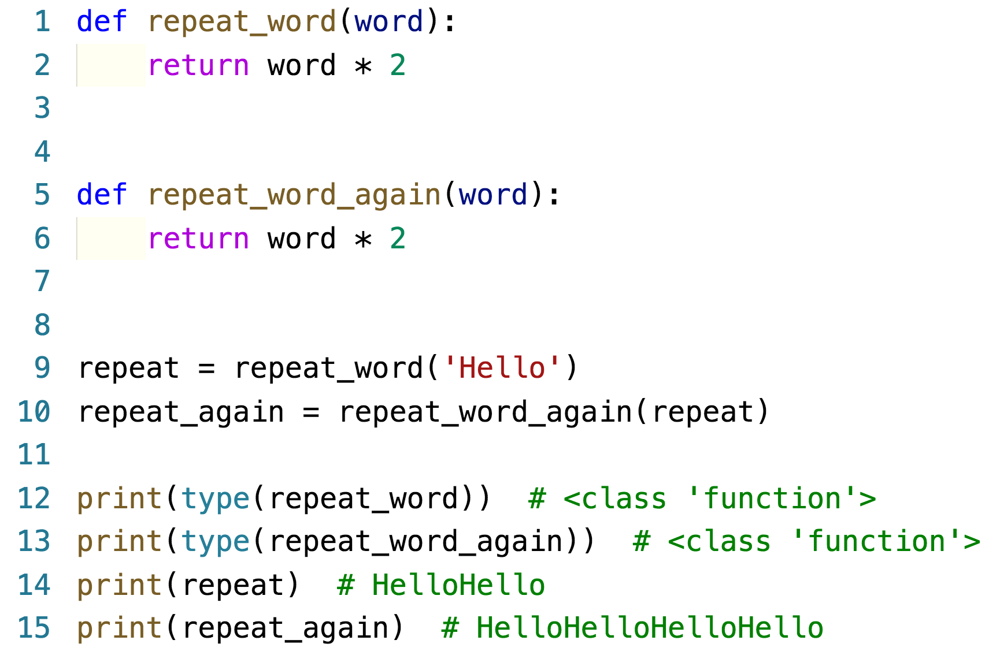 1 def repeat_word(word):
2     return word * 2
3
4
5 def repeat_word_again(word):
6     return word * 2
7
8
9 repeat = repeat_word('Hello')
10 repeat_again = repeat_word_again(repeat)
11
12 print(type(repeat_word))  # <class 'function'>
13 print(type(repeat_word_again))  # <class 'function'>
14 print(repeat)  # HelloHello
15 print(repeat_again)  # HelloHelloHelloHello